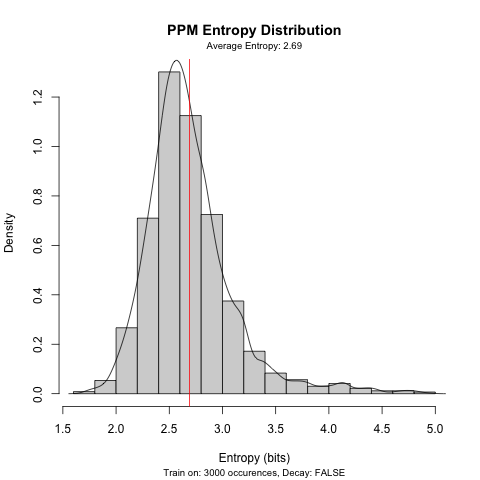 PPM Entropy Distribution
Average Entropy: 2.69
Density
1.2
1.0
0.8
0.6
0.4
0.2
0.0
1.5 2.0 2.5 3.0 3.5 4.0 4.5 5.0
Entropy (bits)
Train on: 3000 occurences, Decay: FALSE